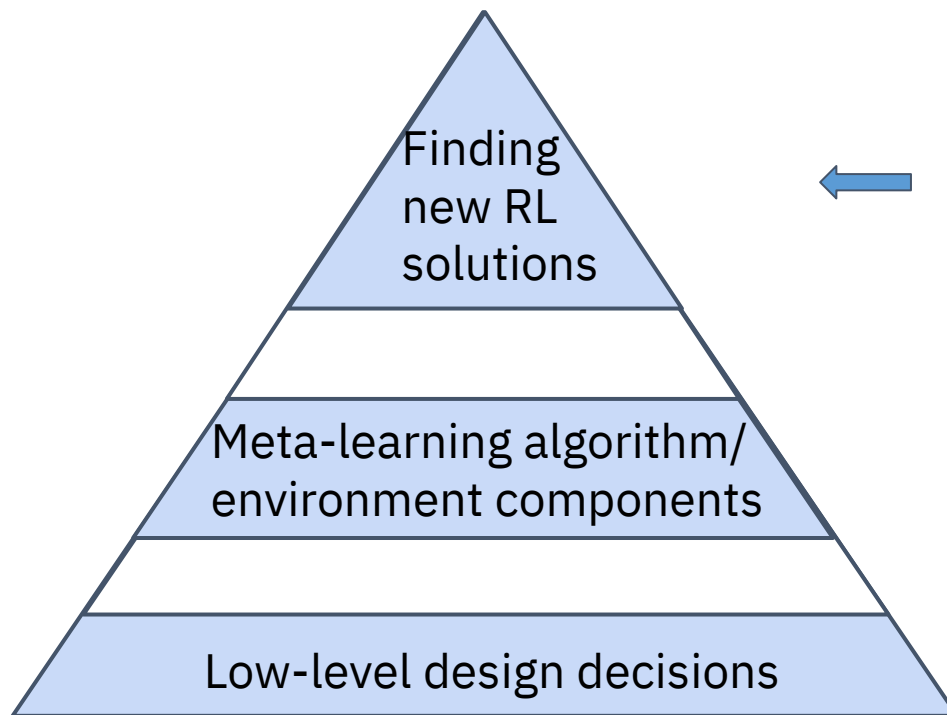 Finding
new RL
solutions
Meta-learning algorithm/
environment components
Low-level design decisions